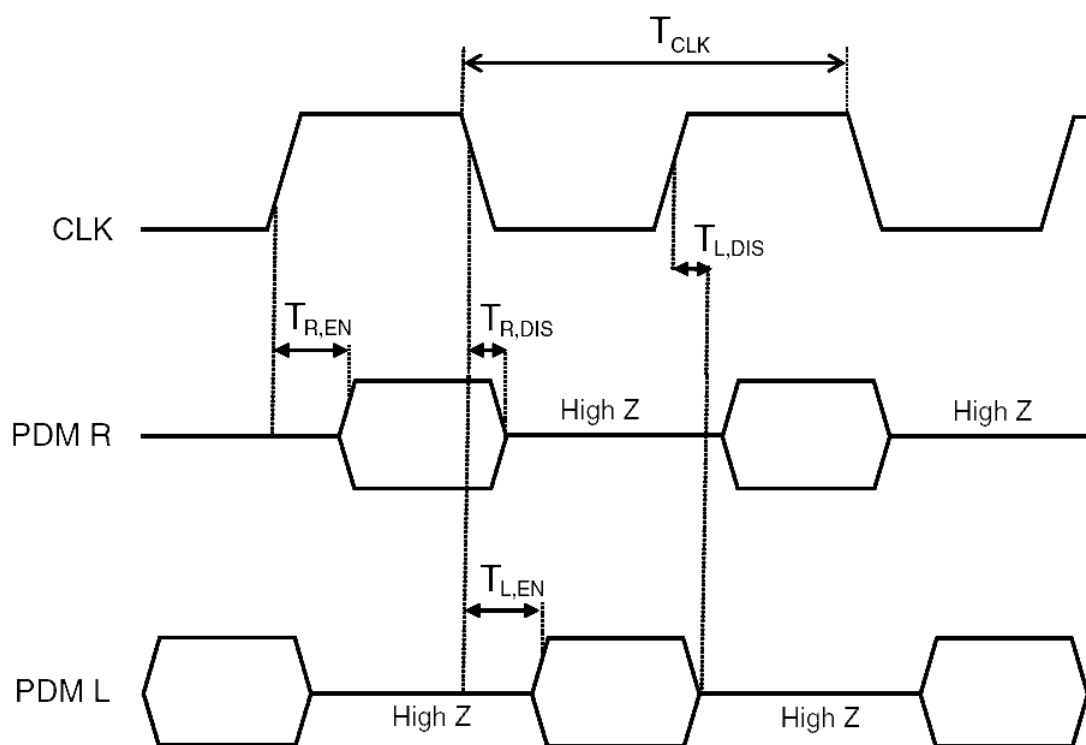 T_CLK
CLK
T_L,DIS
T_R,EN
T_R,DIS
High Z
High Z
PDM R
T_L,EN
PDM L
High Z
High Z